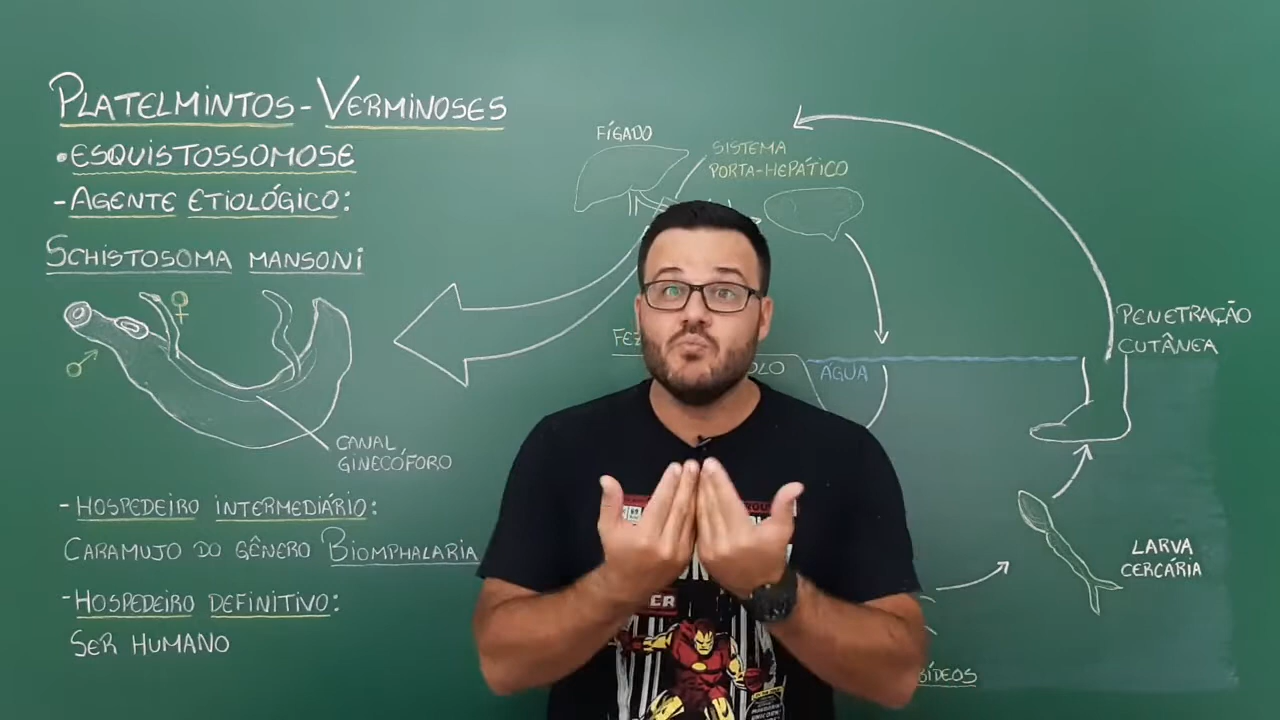 PLATELMINTOS - VERMINOSES
• ESQUISTOSSOMOSE
- AGENTE ETIOLÓGICO:
SCHISTOSOMA MANSONI
♀
♂
CANAL
GINECÓFORO
- HOSPEDEIRO INTERMEDIÁRIO:
CARAMUJO DO GÊNERO BIOMPHALARIA
- HOSPEDEIRO DEFINITIVO:
SER HUMANO
FÍGADO
SISTEMA
PORTA-HEPÁTICO
ÁGUA
PENETRAÇÃO
CUTÂNEA
LARVA
CERCÁRIA